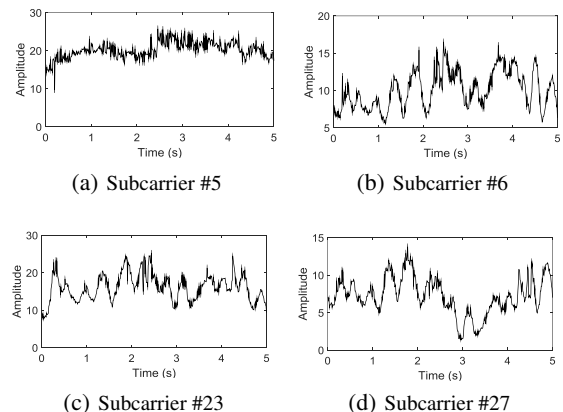 30
20
10
0
Amplitude
0 1 2 3 4 5
Time (s)
(a) Subcarrier #5
20
15
10
5
Amplitude
0 1 2 3 4 5
Time (s)
(b) Subcarrier #6
30
20
10
0
Amplitude
0 1 2 3 4 5
Time (s)
(c) Subcarrier #23
15
10
5
0
Amplitude
0 1 2 3 4 5
Time (s)
(d) Subcarrier #27